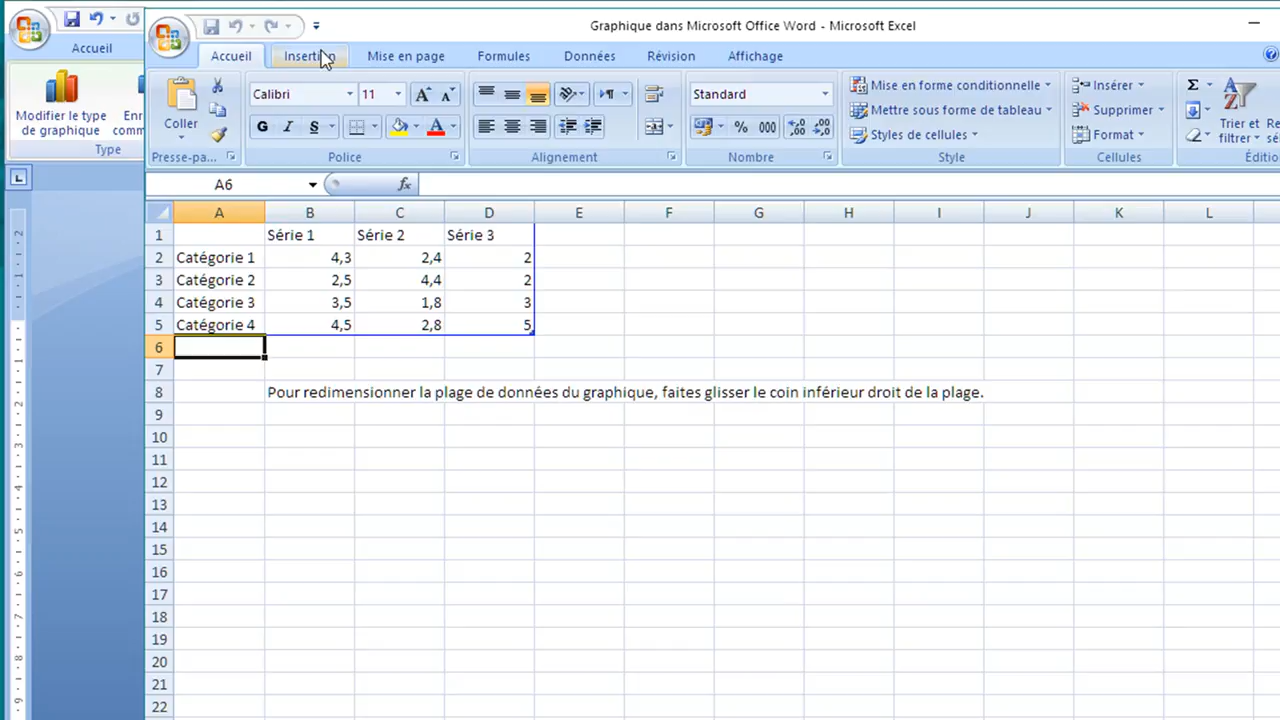 Graphique dans Microsoft Office Word - Microsoft Excel
Accueil
Modifier le type
de graphique
Type
Accueil Insertion Mise en page Formules Données Révision Affichage
Coller
Presse-pa...
Calibri 11
G I S
Police
Alignement
Standard
% 000
Nombre
Mise en forme conditionnelle
Mettre sous forme de tableau
Styles de cellules
Style
Insérer
Supprimer
Format
Cellules
Σ
Trier et
filtrer
A6 fx
A B C D E F G H I J K L
1 Série 1 Série 2 Série 3
2 Catégorie 1 4,3 2,4 2
3 Catégorie 2 2,5 4,4 2
4 Catégorie 3 3,5 1,8 3
5 Catégorie 4 4,5 2,8 5
6
7
8 Pour redimensionner la plage de données du graphique, faites glisser le coin inférieur droit de la plage.
9
10
11
12
13
14
15
16
17
18
19
20
21
22